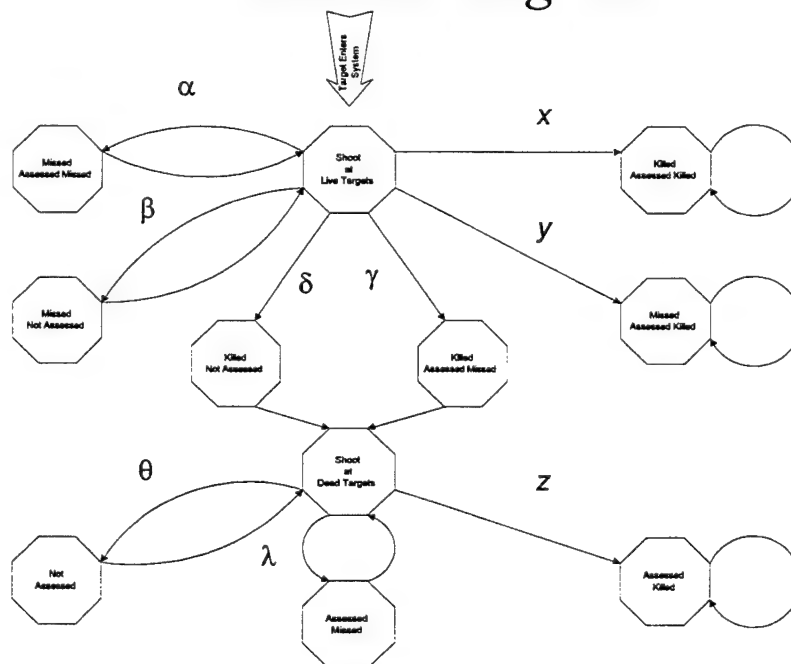 Target Enters
System
α
x
Missed
Assessed Missed
Shoot
at
Live Targets
Killed
Assessed Killed
β
y
δ
γ
Missed
Not Assessed
Missed
Assessed Killed
Killed
Not Assessed
Killed
Assessed Missed
Shoot
at
Dead Targets
θ
z
λ
Not
Assessed
Assessed
Killed
Assessed
Missed